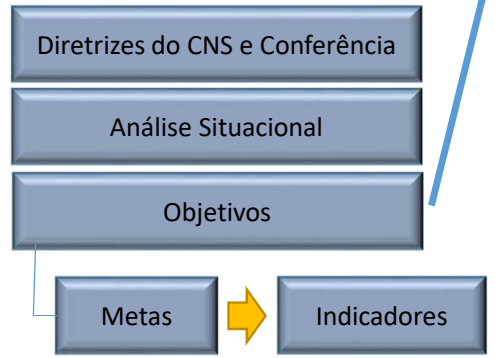 Diretrizes do CNS e Conferência
Análise Situacional
Objetivos
Metas
Indicadores